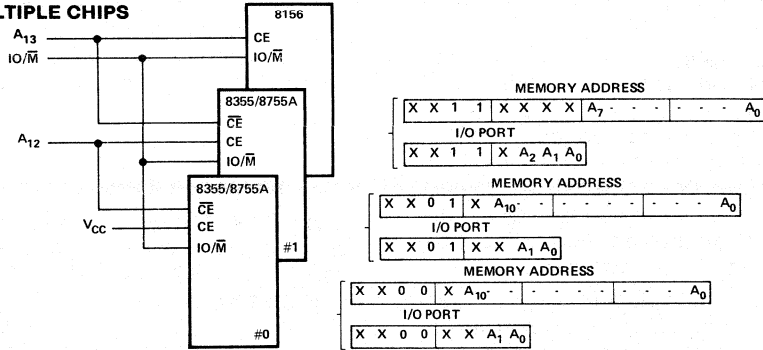 LTIPLE CHIPS
A13
IO/M̅
8156
CE
IO/M̅
8355/8755A
C̅E̅
CE
IO/M̅
#1
A12
8355/8755A
C̅E̅
VCC
CE
IO/M̅
#0
MEMORY ADDRESS
X X 1 1 X X X X A7 - - - - - - A0
I/O PORT
X X 1 1 X A2 A1 A0
MEMORY ADDRESS
X X 0 1 X A10 - - - - - - - - - A0
I/O PORT
X X 0 1 X X A1 A0
MEMORY ADDRESS
X X 0 0 X A10 - - - - - - - - - A0
I/O PORT
X X 0 0 X X A1 A0